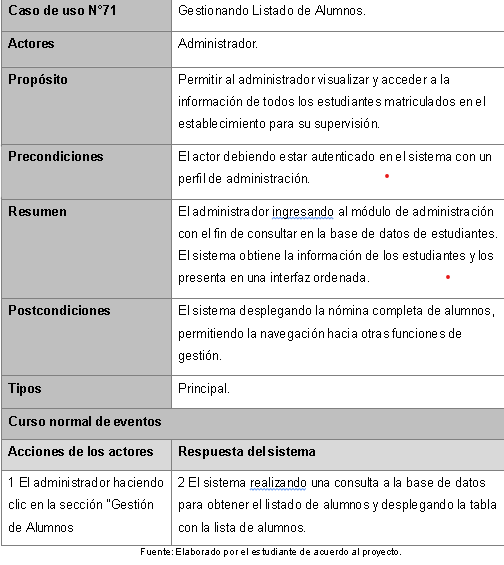 Caso de uso N°71 Gestionando Listado de Alumnos.
Actores Administrador.
Propósito Permitir al administrador visualizar y acceder a la
información de todos los estudiantes matriculados en el
establecimiento para su supervisión.
Precondiciones El actor debiendo estar autenticado en el sistema con un
perfil de administración.
Resumen El administrador ingresando al módulo de administración
con el fin de consultar en la base de datos de estudiantes.
El sistema obtiene la información de los estudiantes y los
presenta en una interfaz ordenada.
Postcondiciones El sistema desplegando la nómina completa de alumnos,
permitiendo la navegación hacia otras funciones de
gestión.
Tipos Principal.
Curso normal de eventos
Acciones de los actores Respuesta del sistema
1 El administrador haciendo
clic en la sección "Gestión
de Alumnos
2 El sistema realizando una consulta a la base de datos
para obtener el listado de alumnos y desplegando la tabla
con la lista de alumnos.
Fuente: Elaborado por el estudiante de acuerdo al proyecto.